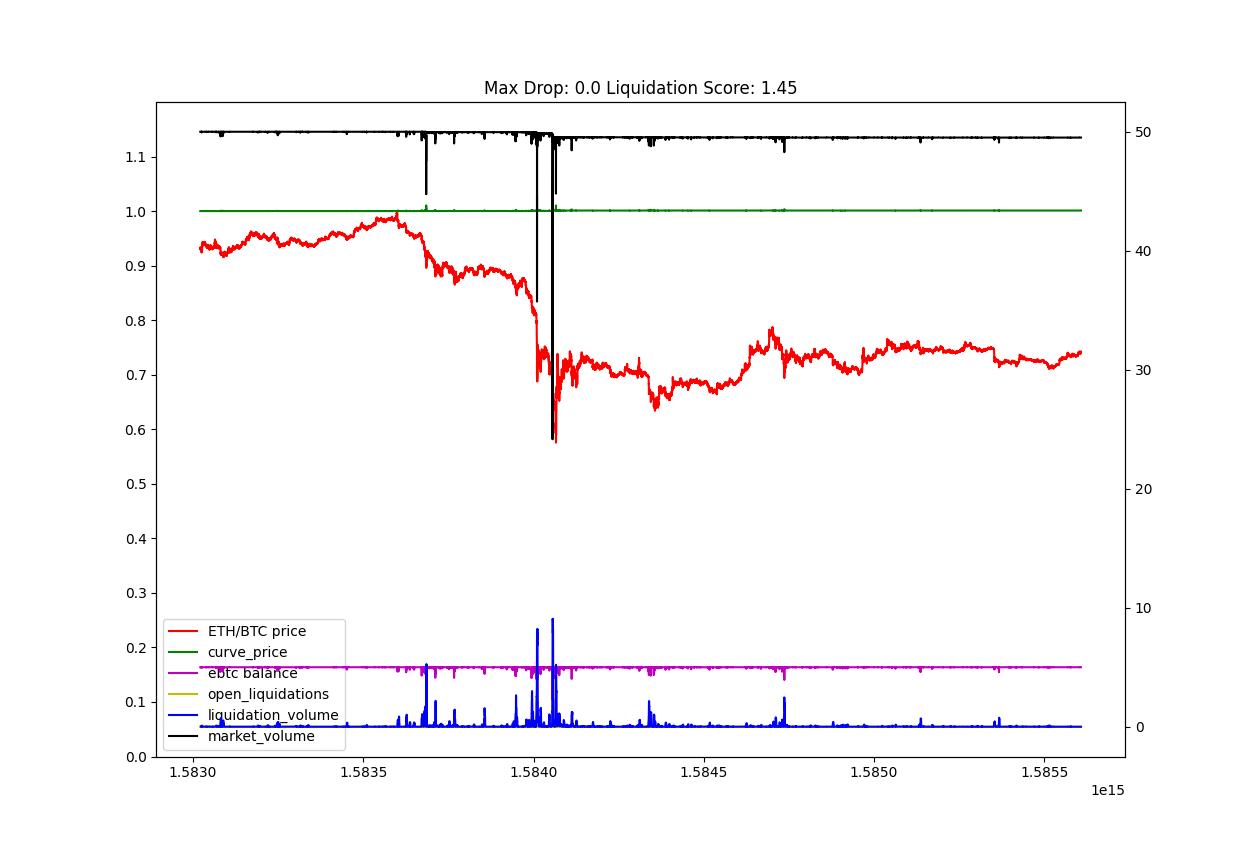 Max Drop: 0.0 Liquidation Score: 1.45
1.1
1.0
0.9
0.8
0.7
0.6
0.5
0.4
0.3
0.2
0.1
0.0
50
40
30
20
10
0
ETH/BTC price
curve_price
ebtc balance
open_liquidations
liquidation_volume
market_volume
1.5830 1.5835 1.5840 1.5845 1.5850 1.5855
1e15